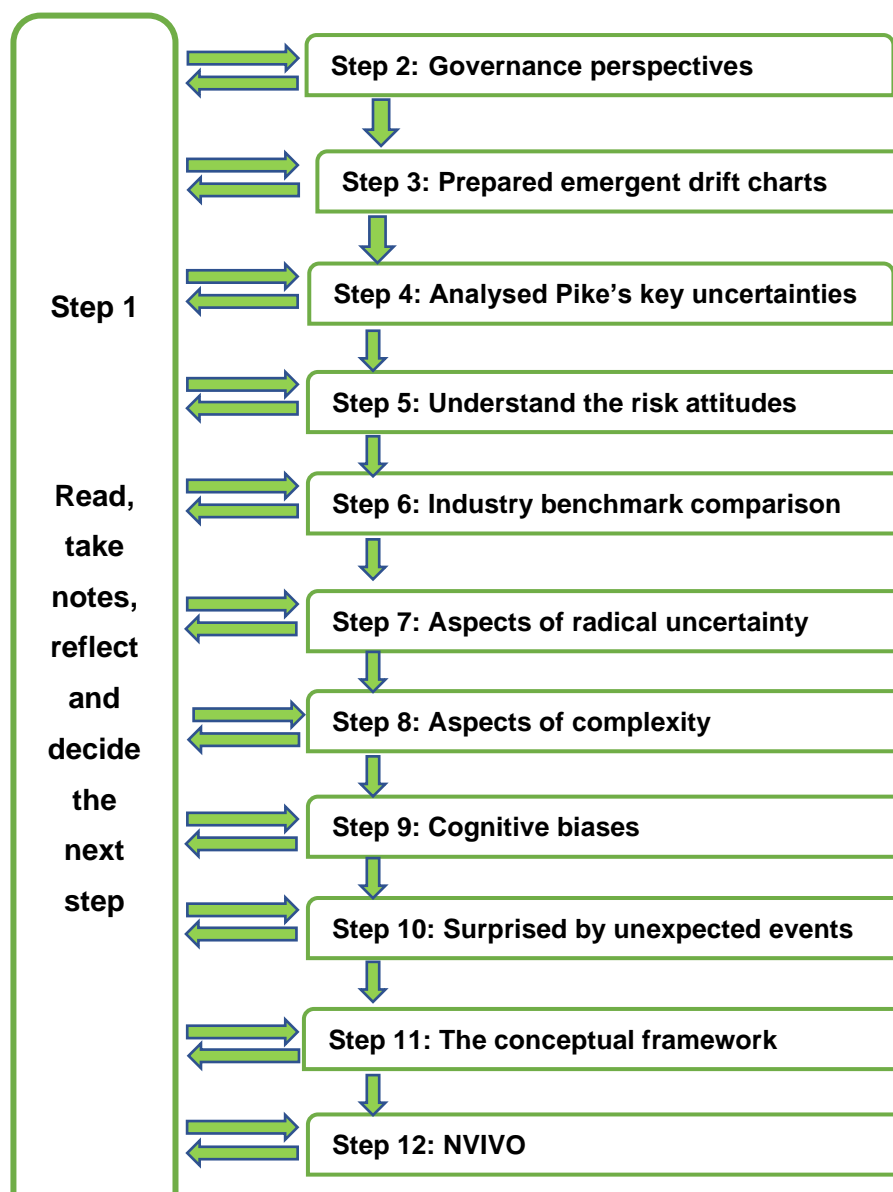 Step 1
Read,
take
notes,
reflect
and
decide
the
next
step
Step 2: Governance perspectives
Step 3: Prepared emergent drift charts
Step 4: Analysed Pike’s key uncertainties
Step 5: Understand the risk attitudes
Step 6: Industry benchmark comparison
Step 7: Aspects of radical uncertainty
Step 8: Aspects of complexity
Step 9: Cognitive biases
Step 10: Surprised by unexpected events
Step 11: The conceptual framework
Step 12: NVIVO